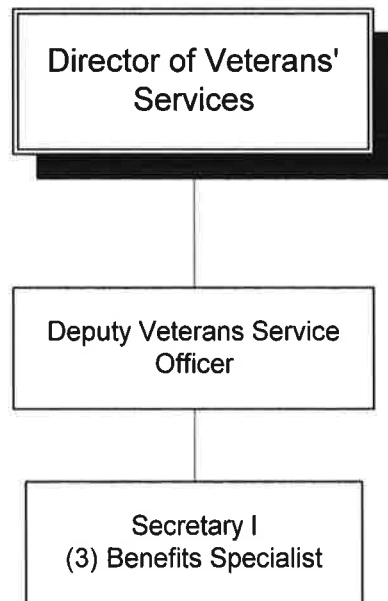 Director of Veterans'
Services
Deputy Veterans Service
Officer
Secretary I
(3) Benefits Specialist